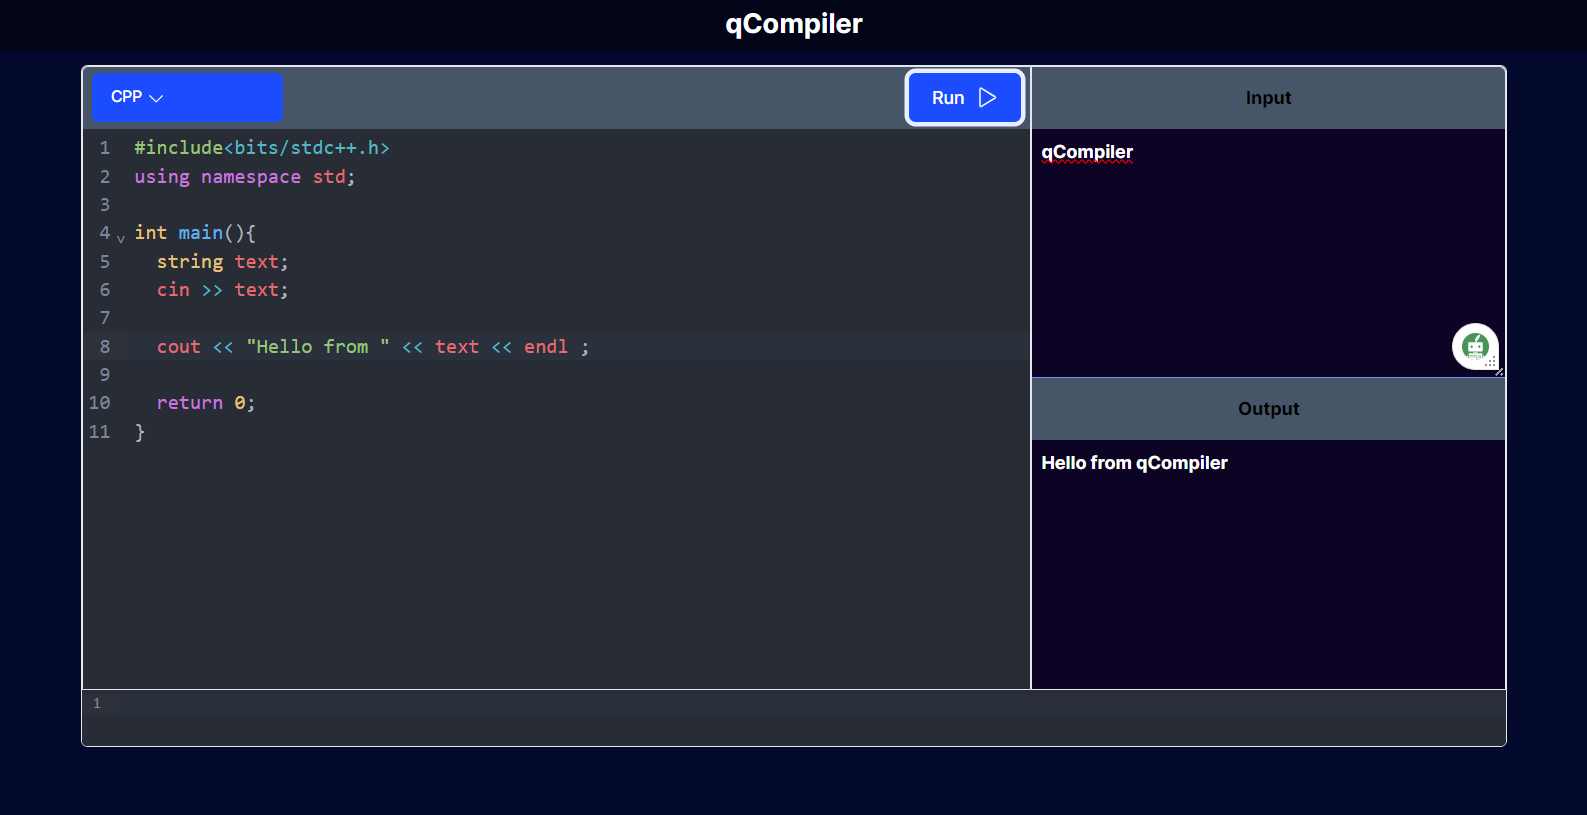 qCompiler
CPP
Run
1 #include<bits/stdc++.h>
2 using namespace std;
3
4 int main(){
5   string text;
6   cin >> text;
7
8   cout << "Hello from " << text << endl ;
9
10   return 0;
11 }
Input
qCompiler
Output
Hello from qCompiler
1